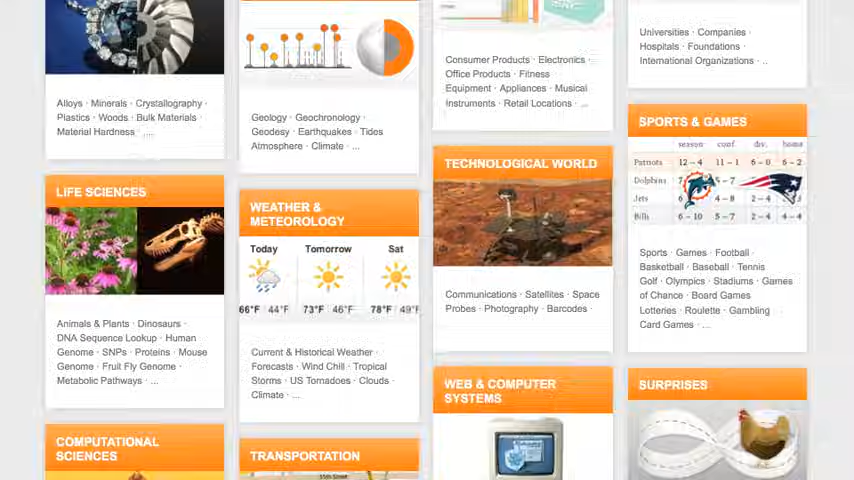 Alloys · Minerals · Crystallography ·
Plastics · Woods · Bulk Materials ·
Material Hardness · ...
LIFE SCIENCES
Animals & Plants · Dinosaurs ·
DNA Sequence Lookup · Human
Genome · SNPs · Proteins · Mouse
Genome · Fruit Fly Genome ·
Metabolic Pathways · ...
COMPUTATIONAL
SCIENCES
Geology · Geochronology ·
Geodesy · Earthquakes · Tides
Atmosphere · Climate · ...
WEATHER &
METEOROLOGY
Today Tomorrow Sat
66°F 44°F 73°F 46°F 78°F 49°F
Current & Historical Weather ·
Forecasts · Wind Chill · Tropical
Storms · US Tornadoes · Clouds ·
Climate · ...
TRANSPORTATION
Consumer Products · Electronics ·
Office Products · Fitness
Equipment · Appliances · Musical
Instruments · Retail Locations · ...
TECHNOLOGICAL WORLD
Communications · Satellites · Space
Probes · Photography · Barcodes ·
WEB & COMPUTER
SYSTEMS
Universities · Companies ·
Hospitals · Foundations ·
International Organizations · ..
SPORTS & GAMES
season conf. div. home
Patriots 12 – 4 11 – 1 6 – 0 6 – 2
Dolphins
Jets 4 – 8 2 – 4
Bills 6 – 10 5 – 7 2 – 4 4 – 4
Sports · Games · Football ·
Basketball · Baseball · Tennis
Golf · Olympics · Stadiums · Games
of Chance · Board Games
Lotteries · Roulette · Gambling
Card Games · ...
SURPRISES